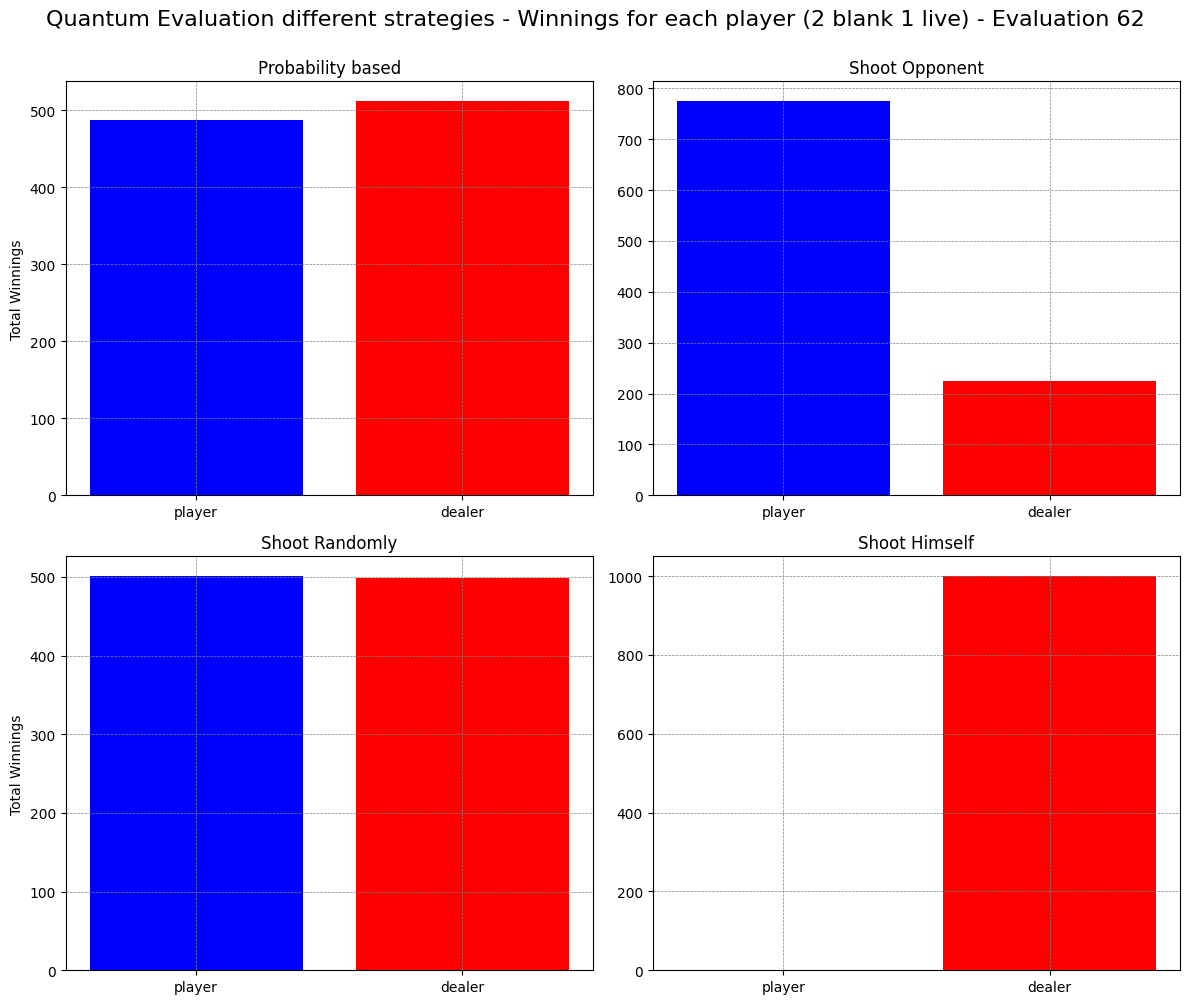 Quantum Evaluation different strategies - Winnings for each player (2 blank 1 live) - Evaluation 62
Probability based
Total Winnings
500
400
300
200
100
0
player dealer
Shoot Opponent
800
700
600
500
400
300
200
100
0
player dealer
Shoot Randomly
Total Winnings
500
400
300
200
100
0
player dealer
Shoot Himself
1000
800
600
400
200
0
player dealer